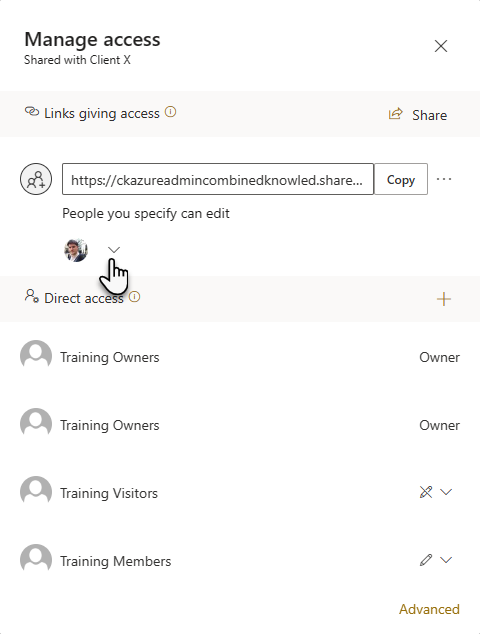 Manage access
Shared with Client X
Links giving access
Share
https://ckazureadmincombinedknowled.share...
Copy
People you specify can edit
Direct access
Training Owners
Owner
Training Owners
Owner
Training Visitors
Training Members
Advanced